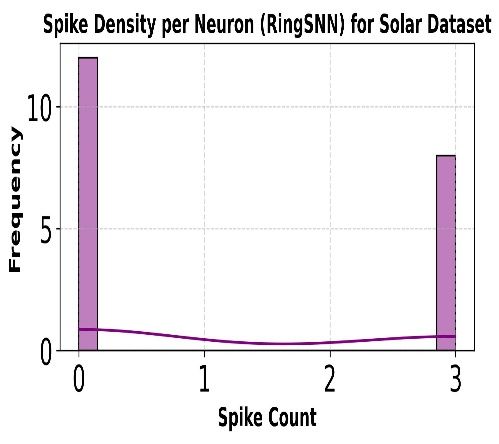 Spike Density per Neuron (RingSNN) for Solar Dataset
Frequency
10
5
0
0 1 2 3
Spike Count